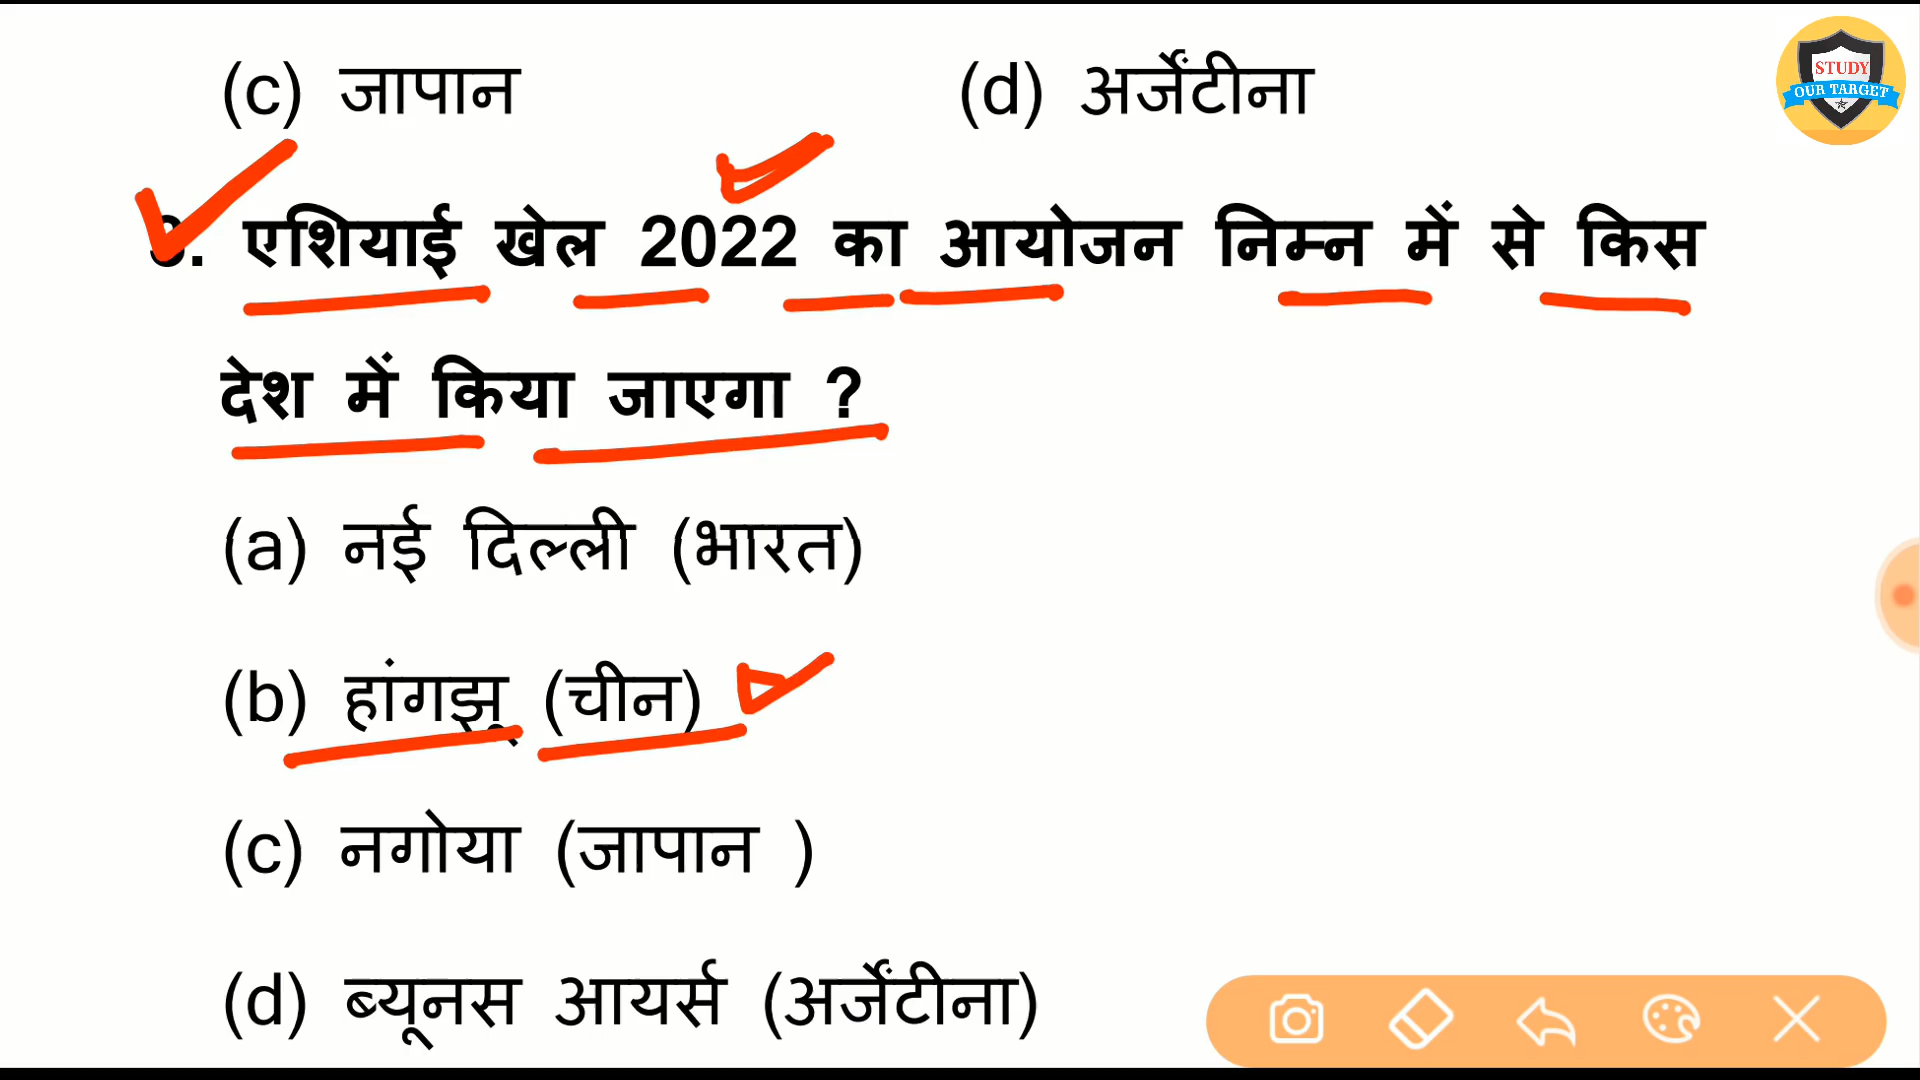 (c) जापान (d) अर्जेंटीना
STUDY
OUR TARGET
एशियाई खेल 2022 का आयोजन निम्न में से किस
देश में किया जाएगा ?
(a) नई दिल्ली (भारत)
(b) हांगझू (चीन)
(c) नगोया (जापान )
(d) ब्यूनस आयर्स (अर्जेंटीना)